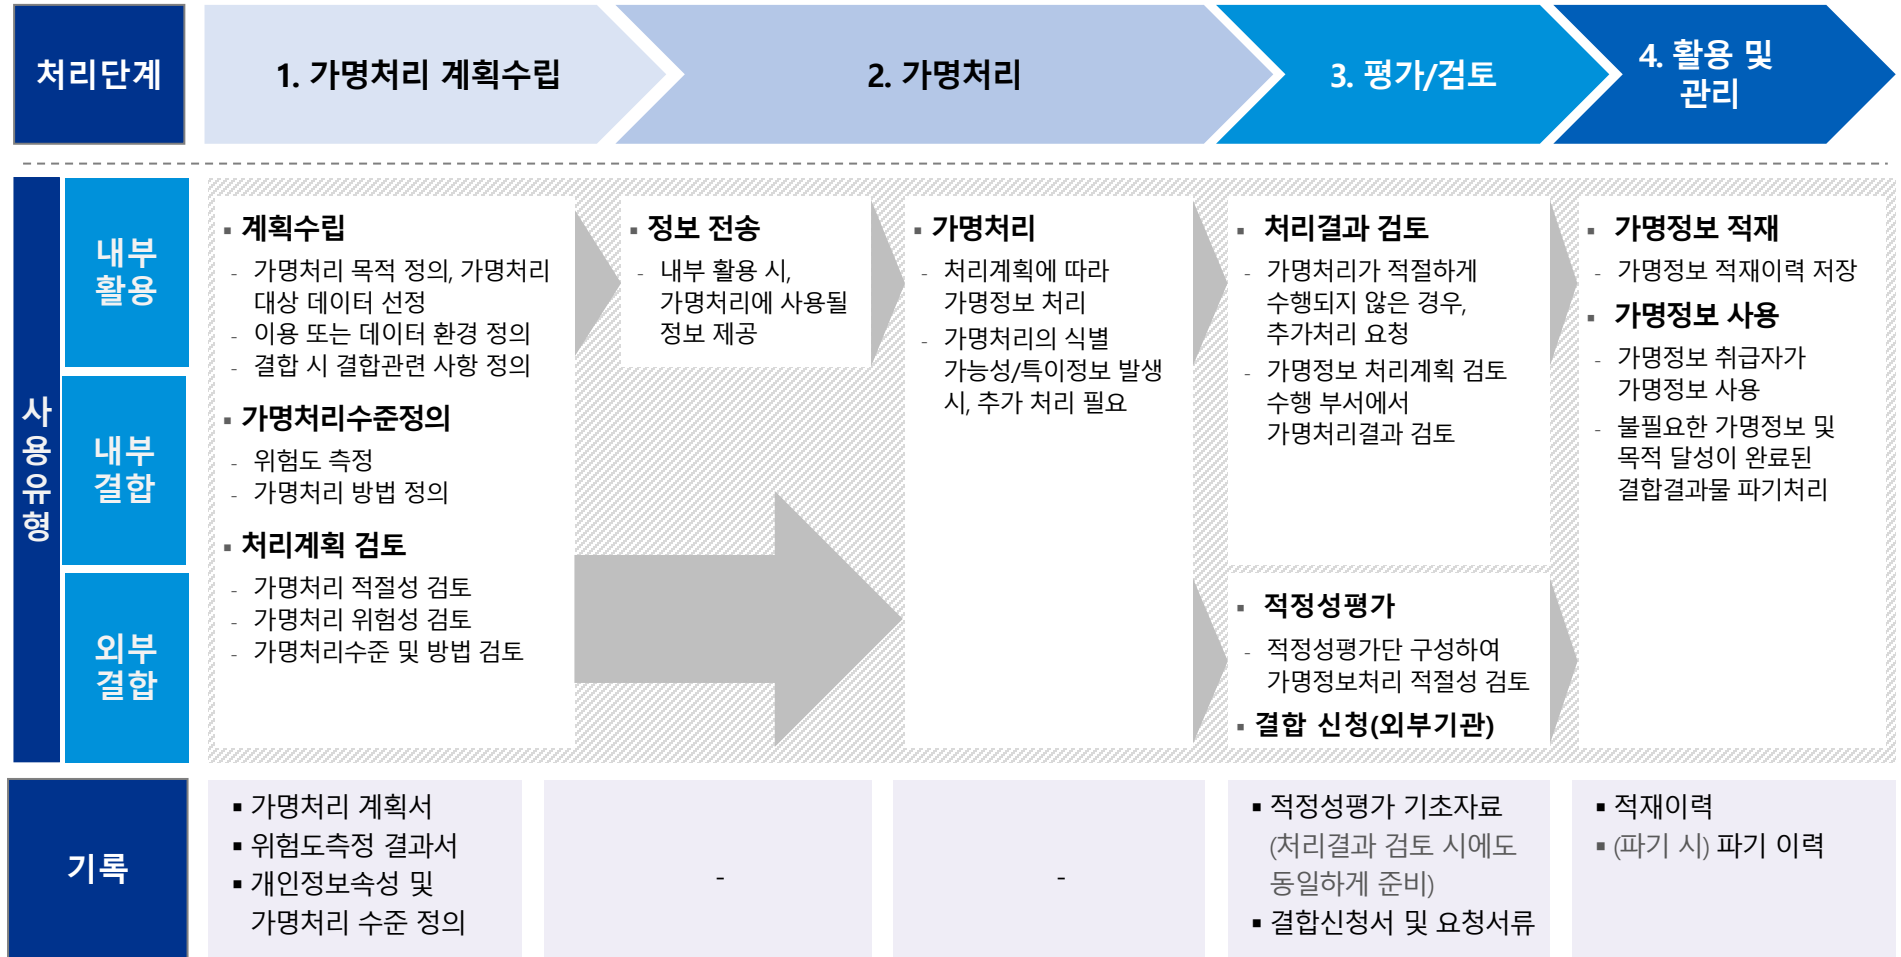 처리단계
1. 가명처리 계획수립
2. 가명처리
3. 평가/검토
4. 활용 및
관리
사용유형
내부
활용
내부
결합
외부
결합
▪ 계획수립
- 가명처리 목적 정의, 가명처리
대상 데이터 선정
- 이용 또는 데이터 환경 정의
- 결합 시 결합관련 사항 정의
▪ 가명처리수준정의
- 위험도 측정
- 가명처리 방법 정의
▪ 처리계획 검토
- 가명처리 적절성 검토
- 가명처리 위험성 검토
- 가명처리수준 및 방법 검토
▪ 정보 전송
- 내부 활용 시,
가명처리에 사용될
정보 제공
▪ 가명처리
- 처리계획에 따라
가명정보 처리
- 가명처리의 식별
가능성/특이정보 발생
시, 추가 처리 필요
▪ 처리결과 검토
- 가명처리가 적절하게
수행되지 않은 경우,
추가처리 요청
- 가명정보 처리계획 검토
수행 부서에서
가명처리결과 검토
▪ 적정성평가
- 적정성평가단 구성하여
가명정보처리 적절성 검토
▪ 결합 신청(외부기관)
▪ 가명정보 적재
- 가명정보 적재이력 저장
▪ 가명정보 사용
- 가명정보 취급자가
가명정보 사용
- 불필요한 가명정보 및
목적 달성이 완료된
결합결과물 파기처리
기록
▪ 가명처리 계획서
▪ 위험도측정 결과서
▪ 개인정보속성 및
가명처리 수준 정의
-
-
▪ 적정성평가 기초자료
(처리결과 검토 시에도
동일하게 준비)
▪ 결합신청서 및 요청서류
▪ 적재이력
▪ (파기 시) 파기 이력